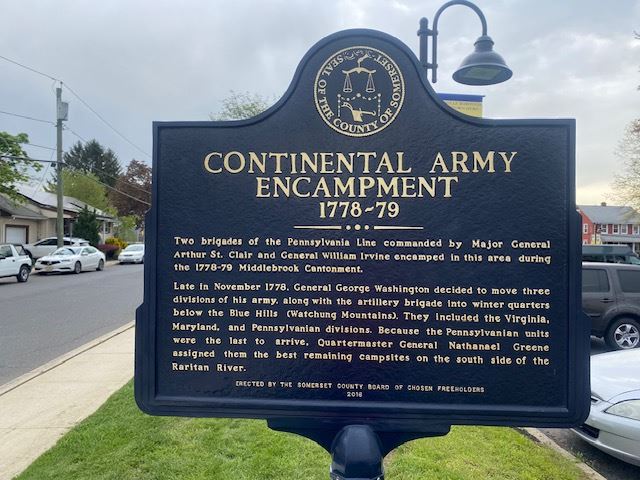 SEAL OF THE COUNTY OF SOMERSET
CONTINENTAL ARMY
ENCAMPMENT
1778-79
Two brigades of the Pennsylvania Line commanded by Major General
Arthur St. Clair and General William Irvine encamped in this area during
the 1778-79 Middlebrook Cantonment.
Late in November 1778, General George Washington decided to move three
divisions of his army, along with the artillery brigade into winter quarters
below the Blue Hills (Watchung Mountains). They included the Virginia,
Maryland, and Pennsylvanian divisions. Because the Pennsylvanian units
were the last to arrive, Quartermaster General Nathanael Greene
assigned them the best remaining campsites on the south side of the
Raritan River.
ERECTED BY THE SOMERSET COUNTY BOARD OF CHOSEN FREEHOLDERS
2018